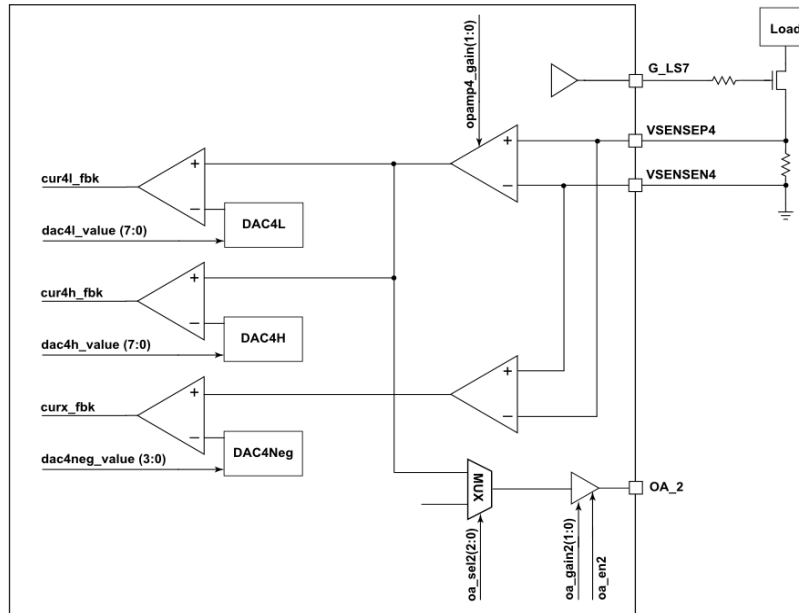 Load
G_LS7
opamp4_gain(1:0)
VSENSEP4
+
+
cur4l_fbk
−
−
VSENSEN4
DAC4L
dac4l_value (7:0)
+
cur4h_fbk
−
DAC4H
dac4h_value (7:0)
+
+
curx_fbk
−
−
DAC4Neg
dac4neg_value (3:0)
MUX
OA_2
oa_sel2(2:0)
oa_gain2(1:0)
oa_en2